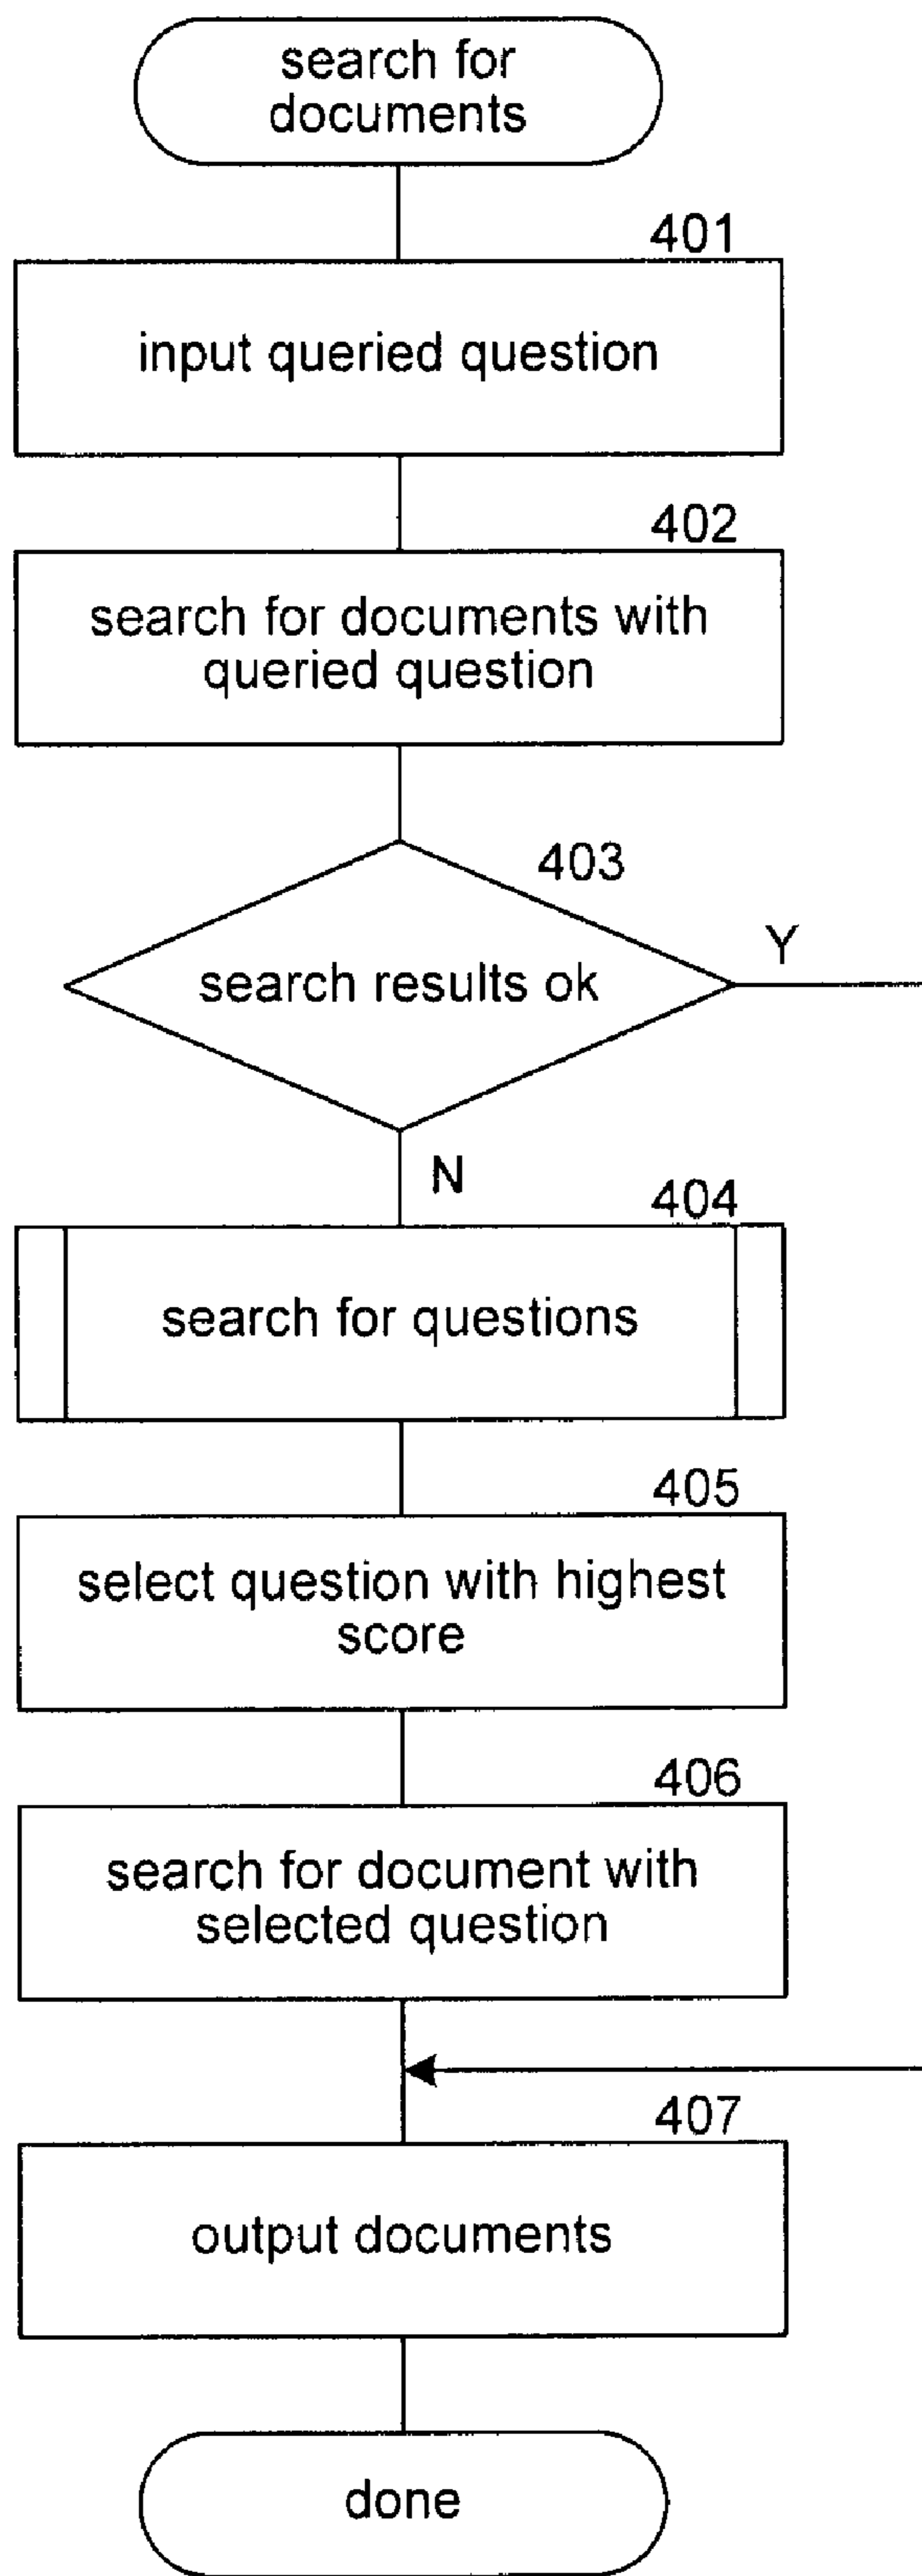 search for
documents
401
input queried question
402
search for documents with
queried question
403
search results ok
Y
N
404
search for questions
405
select question with highest
score
406
search for document with
selected question
407
output documents
done